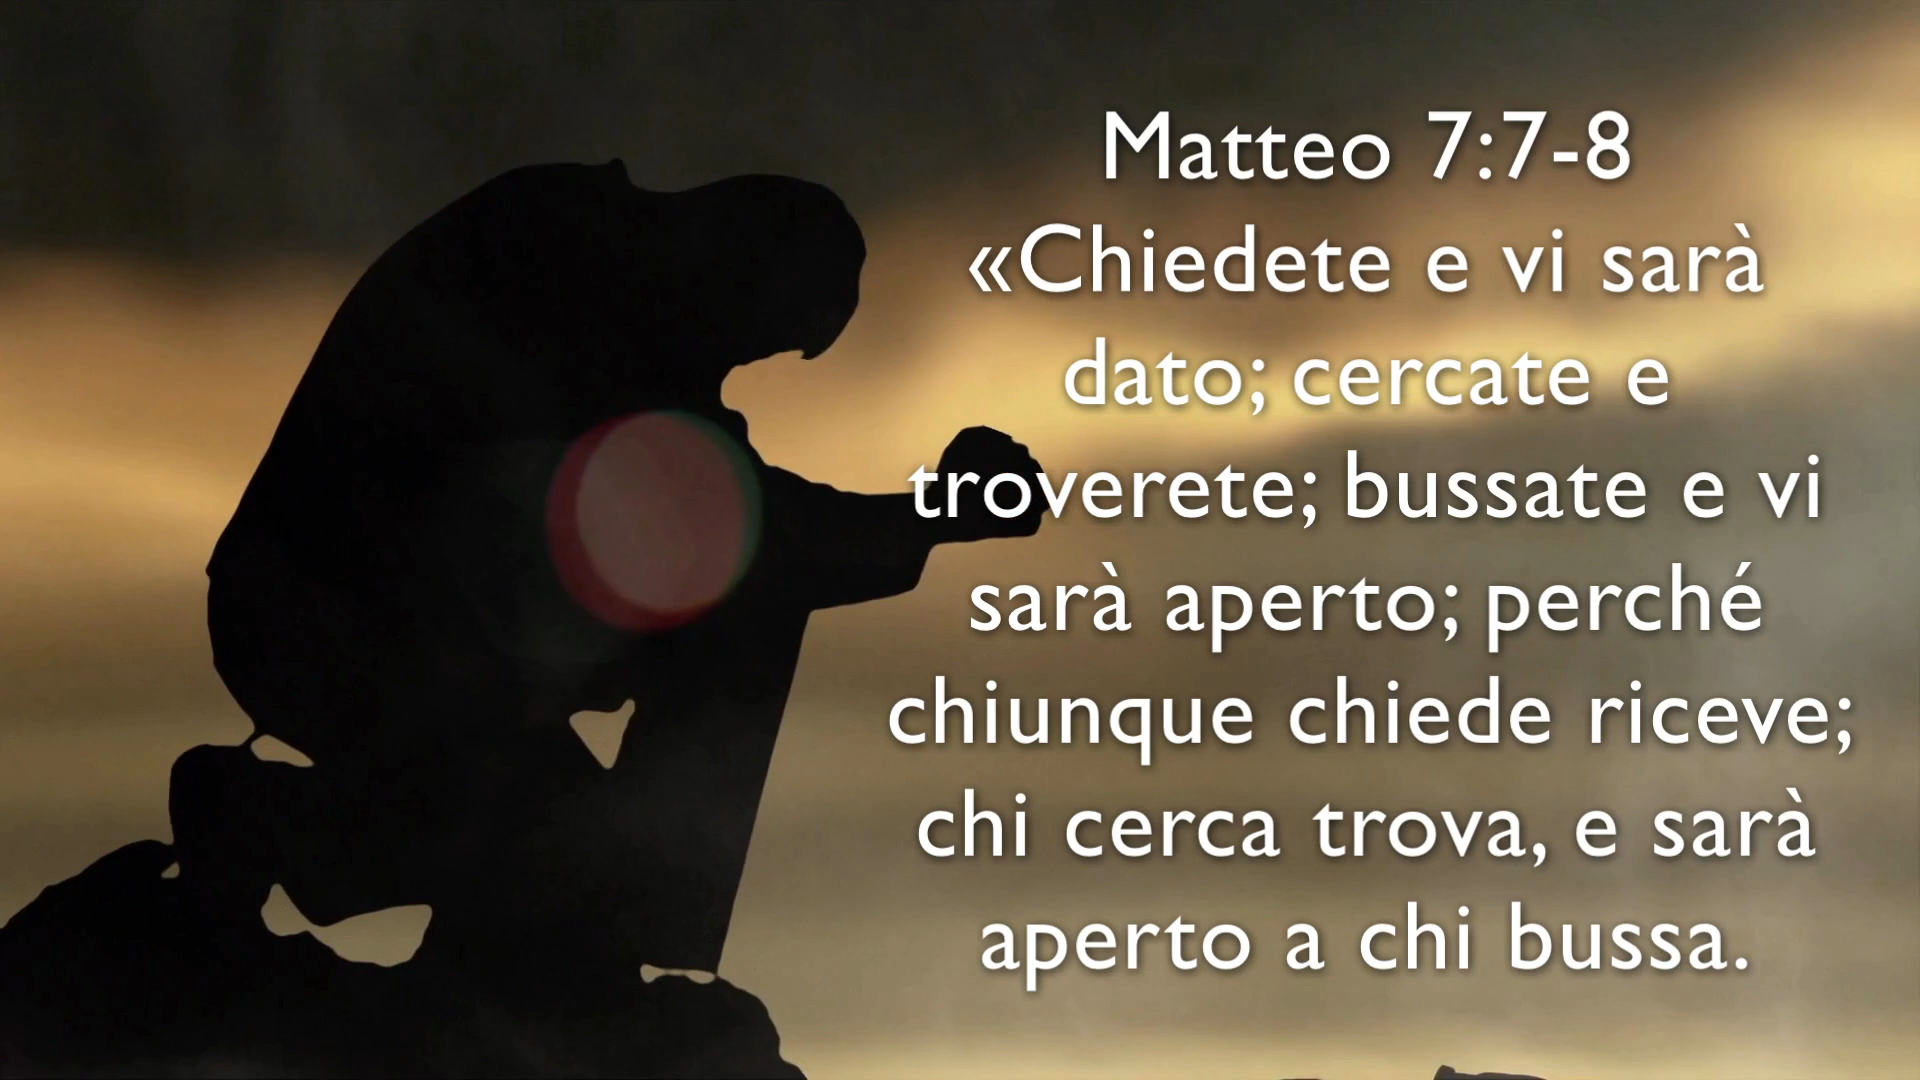 Matteo 7:7-8
«Chiedete e vi sarà
dato; cercate e
troverete; bussate e vi
sarà aperto; perché
chiunque chiede riceve;
chi cerca trova, e sarà
aperto a chi bussa.